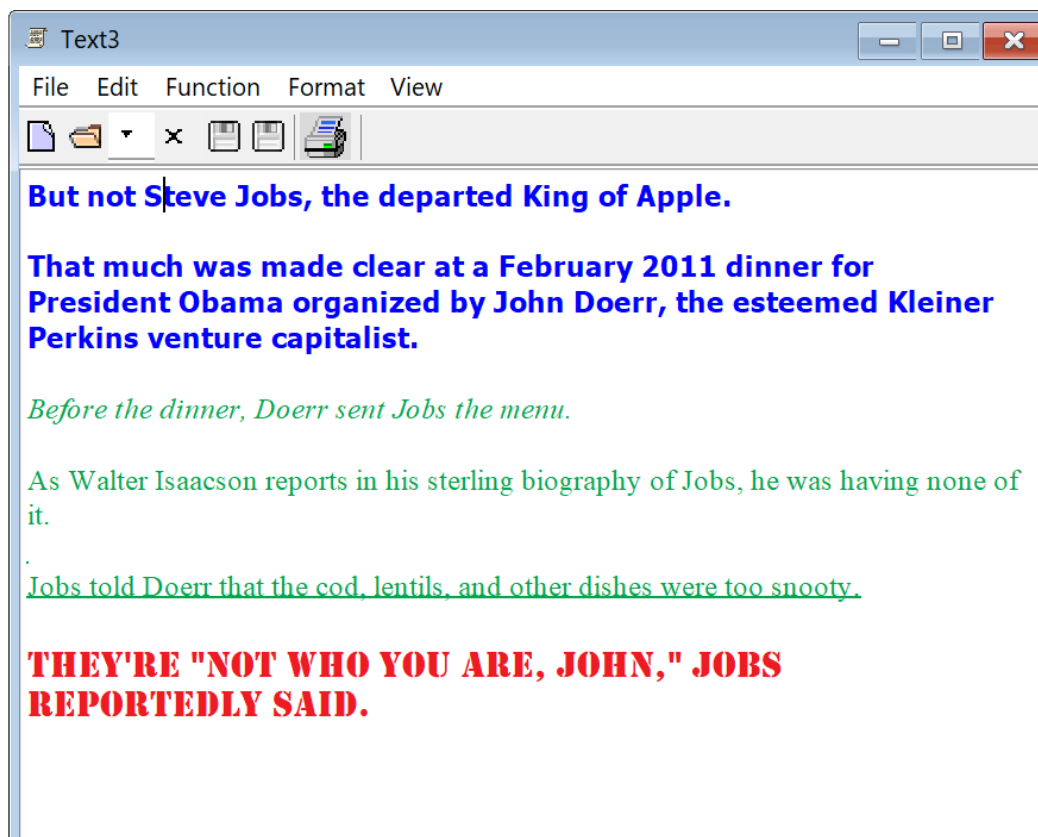 Text3
File Edit Function Format View
But not Steve Jobs, the departed King of Apple.
That much was made clear at a February 2011 dinner for
President Obama organized by John Doerr, the esteemed Kleiner
Perkins venture capitalist.
Before the dinner, Doerr sent Jobs the menu.
As Walter Isaacson reports in his sterling biography of Jobs, he was having none of
it.
.
Jobs told Doerr that the cod, lentils, and other dishes were too snooty.
THEY'RE "NOT WHO YOU ARE, JOHN," JOBS
REPORTEDLY SAID.